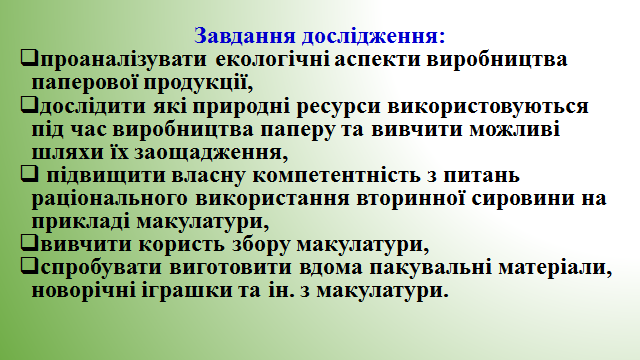 Завдання дослідження:
❑проаналізувати екологічні аспекти виробництва
паперової продукції,
❑дослідити які природні ресурси використовуються
під час виробництва паперу та вивчити можливі
шляхи їх заощадження,
❑ підвищити власну компетентність з питань
раціонального використання вторинної сировини на
прикладі макулатури,
❑вивчити користь збору макулатури,
❑спробувати виготовити вдома пакувальні матеріали,
новорічні іграшки та ін. з макулатури.